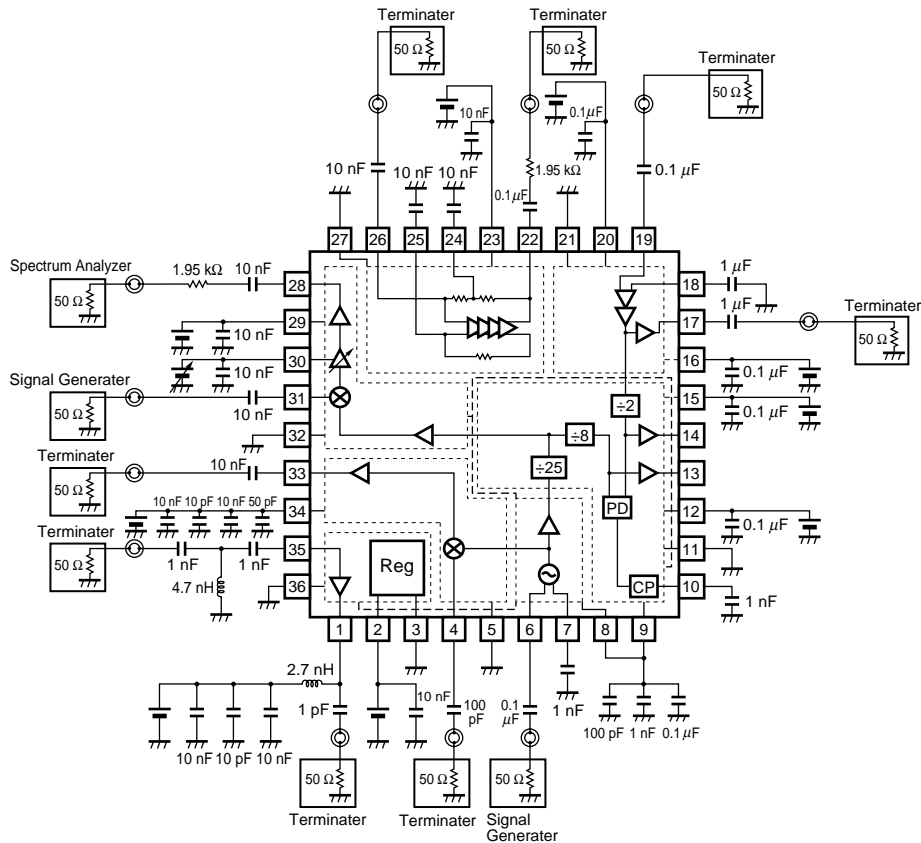 Terminater
50 Ω
Terminater
50 Ω
Terminater
50 Ω
10 nF
0.1 µF
10 nF
10 nF
10 nF
10 nF
1.95 kΩ
0.1 µF
0.1 µF
27
26
25
24
23
22
21
20
19
Spectrum Analyzer
50 Ω
1.95 kΩ
10 nF
28
18
1 µF
29
10 nF
17
1 µF
Terminater
50 Ω
30
10 nF
16
0.1 µF
Signal Generater
50 Ω
10 nF
31
15
0.1 µF
÷2
32
14
÷8
Terminater
50 Ω
10 nF
33
13
÷25
10 nF
10 pF
10 nF
50 pF
34
PD
12
0.1 µF
Terminater
50 Ω
1 nF
1 nF
35
11
4.7 nH
36
Reg
CP
10
1 nF
1
2
3
4
5
6
7
8
9
2.7 nH
1 pF
10 nF
100
pF
0.1
µF
1 nF
10 nF
10 pF
10 nF
100 pF
1 nF
0.1 µF
50 Ω
50 Ω
50 Ω
Terminater
Terminater
Signal
Generater